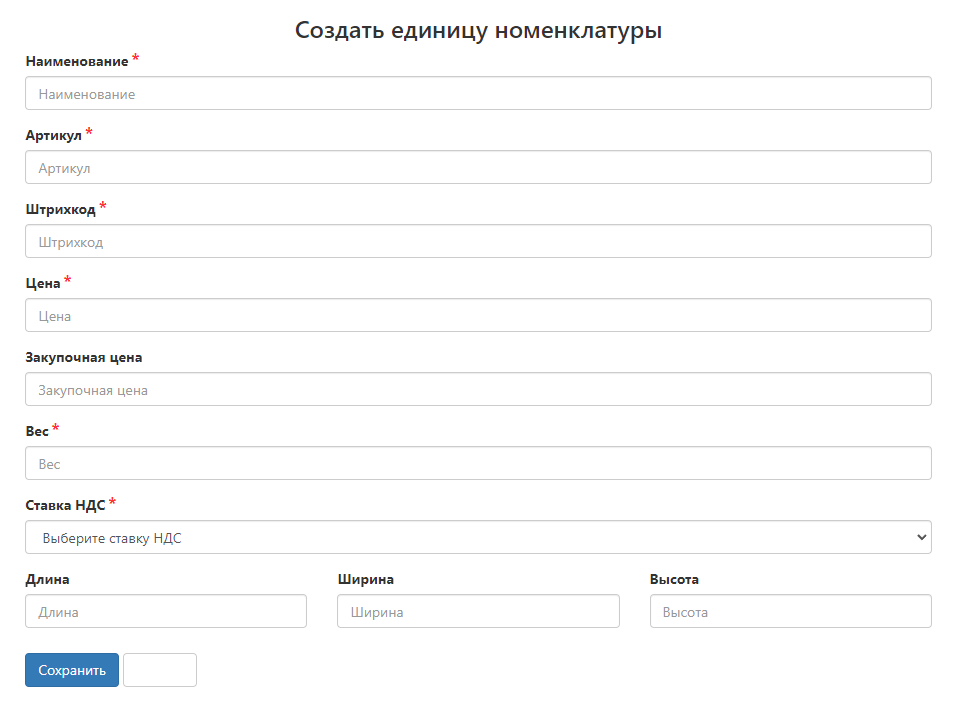 Создать единицу номенклатуры
Наименование *
Наименование
Артикул *
Артикул
Штрихкод *
Штрихкод
Цена *
Цена
Закупочная цена
Закупочная цена
Вес *
Вес
Ставка НДС *
Выберите ставку НДС
Длина Ширина Высота
Длина Ширина Высота
Сохранить